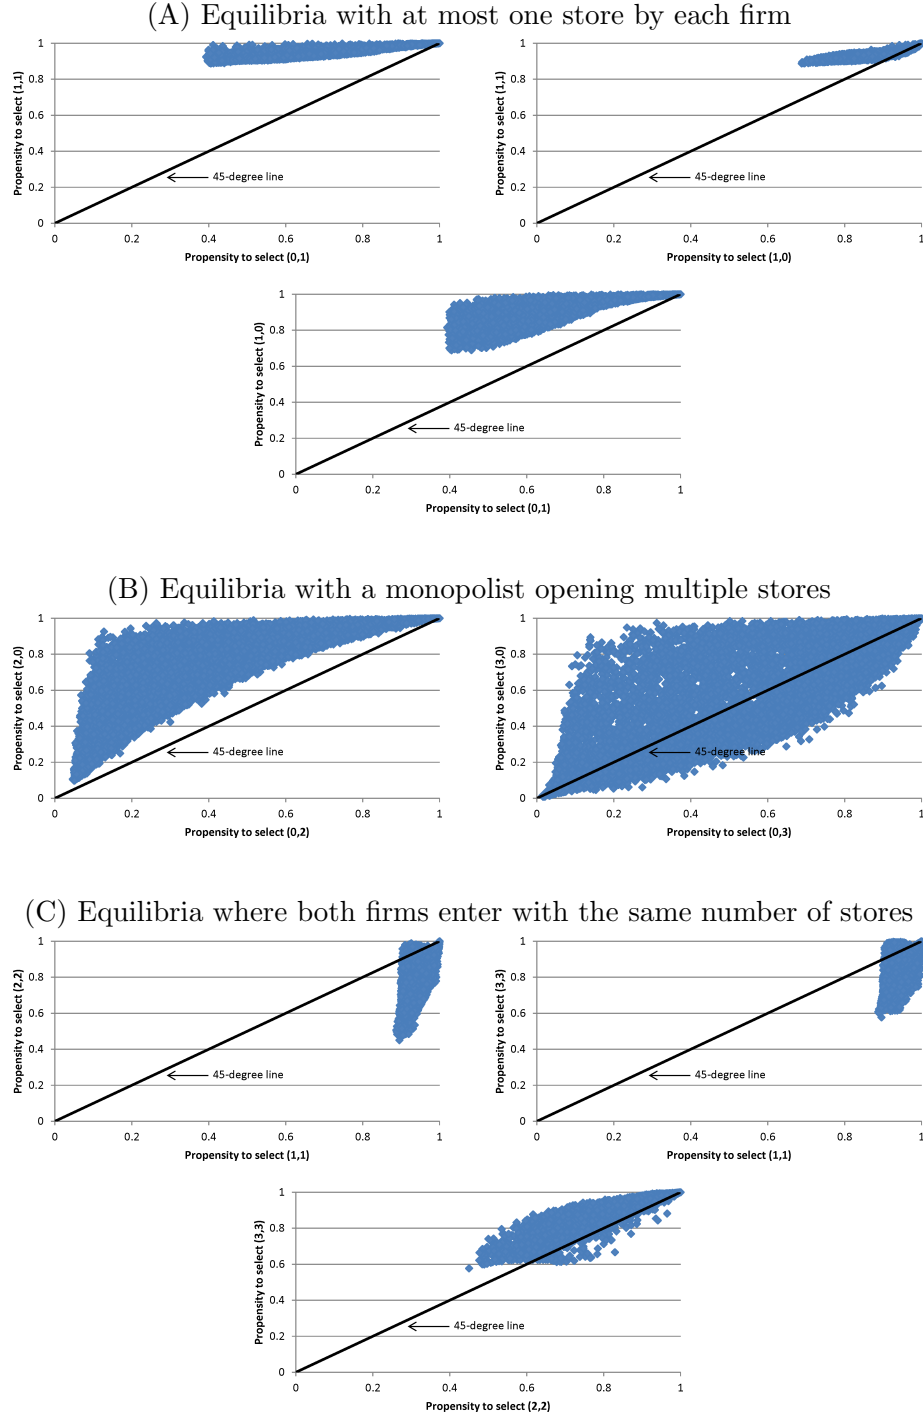 (A) Equilibria with at most one store by each firm
Propensity to select (1,1)
1
0.8
0.6
0.4
0.2
0
45-degree line
0 0.2 0.4 0.6 0.8 1
Propensity to select (0,1)
Propensity to select (1,1)
1
0.8
0.6
0.4
0.2
0
45-degree line
0 0.2 0.4 0.6 0.8 1
Propensity to select (1,0)
Propensity to select (1,0)
1
0.8
0.6
0.4
0.2
0
45-degree line
0 0.2 0.4 0.6 0.8 1
Propensity to select (0,1)
(B) Equilibria with a monopolist opening multiple stores
Propensity to select (2,0)
1
0.8
0.6
0.4
0.2
0
45-degree line
0 0.2 0.4 0.6 0.8 1
Propensity to select (0,2)
Propensity to select (3,0)
1
0.8
0.6
0.4
0.2
0
45-degree line
0 0.2 0.4 0.6 0.8 1
Propensity to select (0,3)
(C) Equilibria where both firms enter with the same number of stores
Propensity to select (2,2)
1
0.8
0.6
0.4
0.2
0
45-degree line
0 0.2 0.4 0.6 0.8 1
Propensity to select (1,1)
Propensity to select (3,3)
1
0.8
0.6
0.4
0.2
0
45-degree line
0 0.2 0.4 0.6 0.8 1
Propensity to select (1,1)
Propensity to select (3,3)
1
0.8
0.6
0.4
0.2
0
45-degree line
0 0.2 0.4 0.6 0.8 1
Propensity to select (2,2)